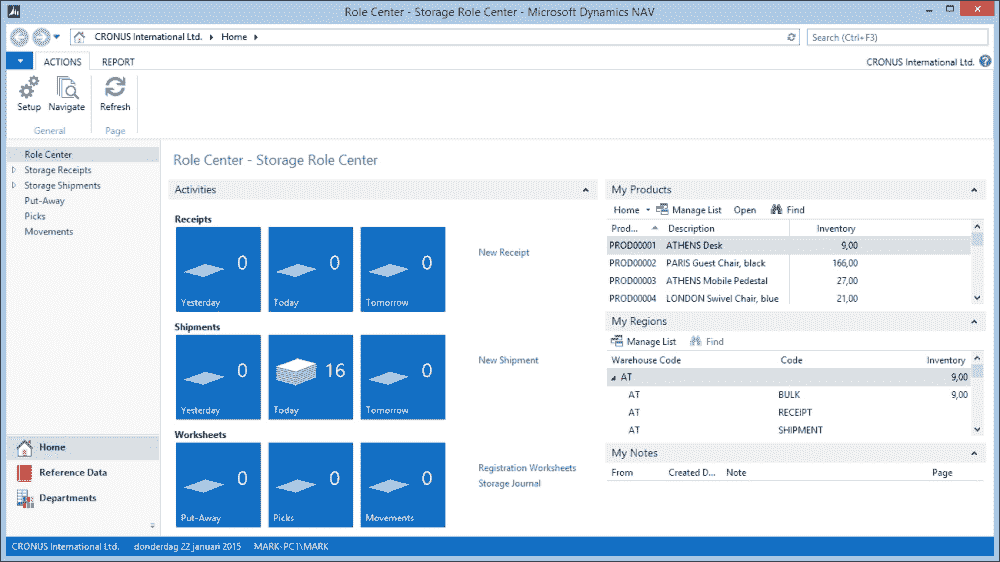 Role Center - Storage Role Center - Microsoft Dynamics NAV
CRONUS International Ltd. Home
Search (Ctrl+F3)
ACTIONS REPORT
CRONUS International Ltd.
Setup Navigate Refresh
General Page
Role Center
Storage Receipts
Storage Shipments
Put-Away
Picks
Movements
Home
Reference Data
Departments
Role Center - Storage Role Center
Activities
Receipts
0 0 0
Yesterday Today Tomorrow
New Receipt
Shipments
0 16 0
Yesterday Today Tomorrow
New Shipment
Worksheets
0 0 0
Put-Away Picks Movements
Registration Worksheets
Storage Journal
My Products
Home Manage List Open Find
Prod... Description Inventory
PROD00001 ATHENS Desk 9,00
PROD00002 PARIS Guest Chair, black 166,00
PROD00003 ATHENS Mobile Pedestal 27,00
PROD00004 LONDON Swivel Chair, blue 21,00
My Regions
Manage List Find
Warehouse Code Code Inventory
AT 9,00
AT BULK 9,00
AT RECEIPT
AT SHIPMENT
My Notes
From Created D... Note Page
CRONUS International Ltd. donderdag 22 januari 2015 MARK-PC1\MARK